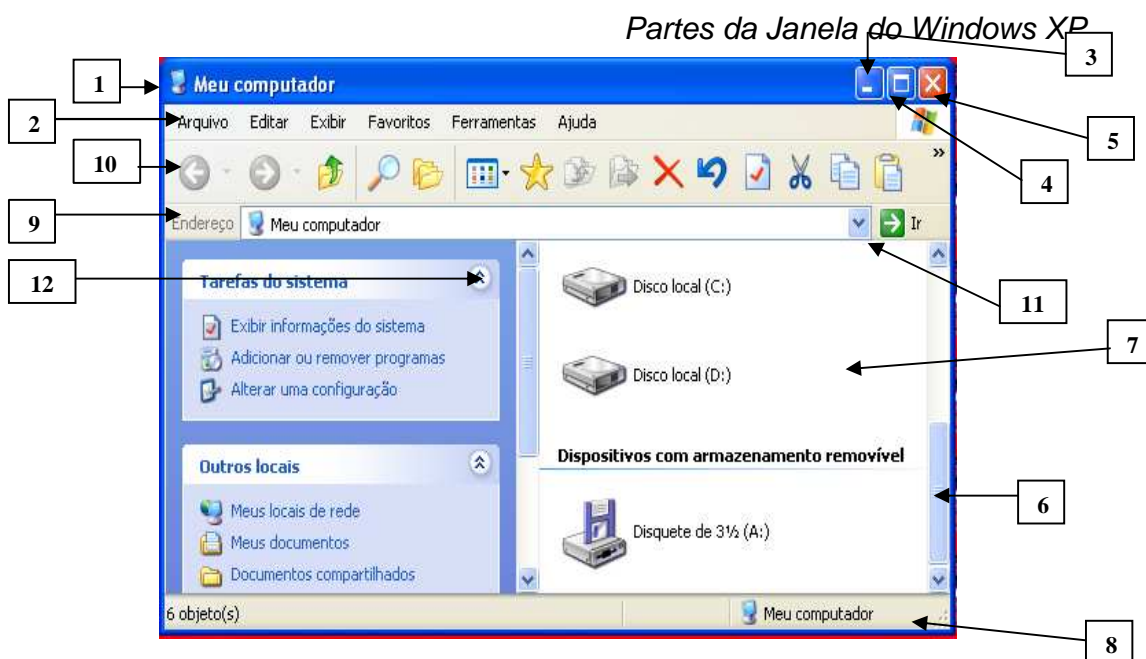 Partes da Janela do Windows XP
3
1
Meu computador
2
Arquivo Editar Exibir Favoritos Ferramentas Ajuda
5
10
»
4
9
Endereço Meu computador Ir
12
Tarefas do sistema
Disco local (C:)
11
Exibir informações do sistema
7
Adicionar ou remover programas
Disco local (D:)
Alterar uma configuração
Dispositivos com armazenamento removível
Outros locais
6
Meus locais de rede
Disquete de 3½ (A:)
Meus documentos
Documentos compartilhados
6 objeto(s) Meu computador
8